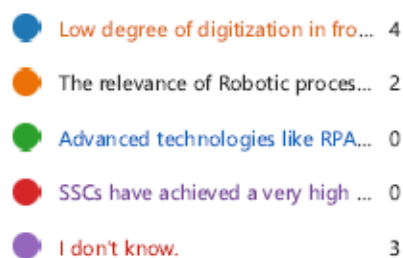 Low degree of digitization in fro... 4
The relevance of Robotic proces... 2
Advanced technologies like RPA... 0
SSCs have achieved a very high ... 0
I don't know. 3